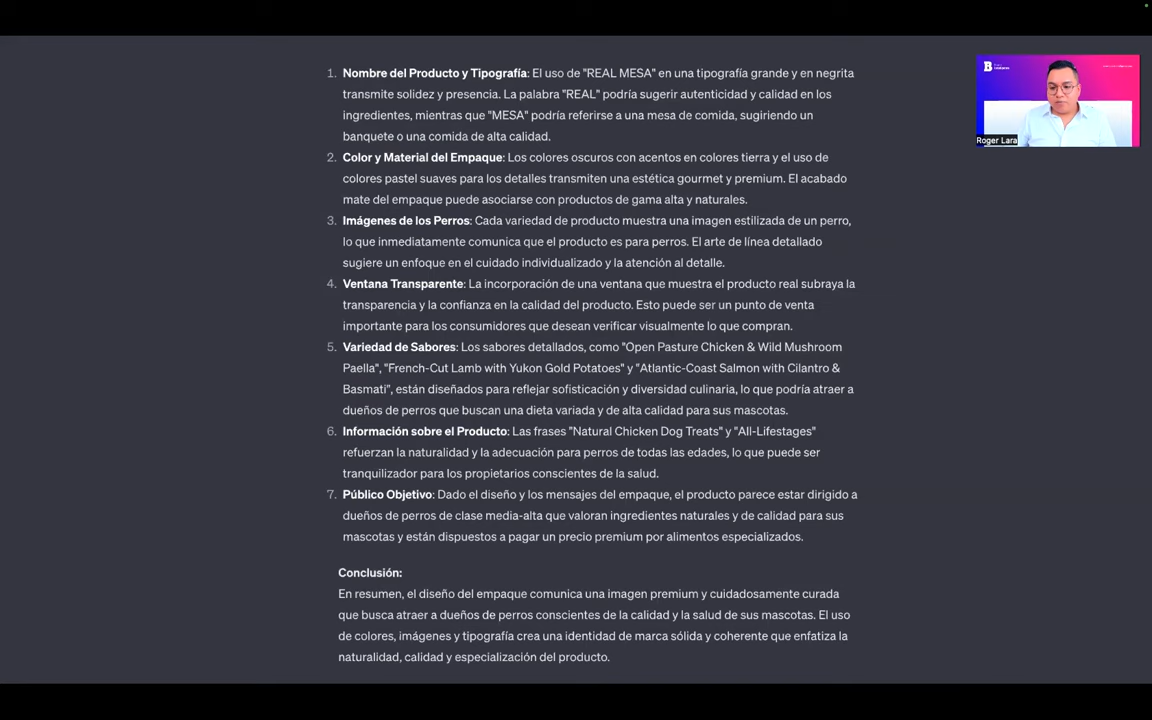 1. Nombre del Producto y Tipografía: El uso de "REAL MESA" en una tipografía grande y en negrita
transmite solidez y presencia. La palabra "REAL" podría sugerir autenticidad y calidad en los
ingredientes, mientras que "MESA" podría referirse a una mesa de comida, sugiriendo un
banquete o una comida de alta calidad.
2. Color y Material del Empaque: Los colores oscuros con acentos en colores tierra y el uso de
colores pastel suaves para los detalles transmiten una estética gourmet y premium. El acabado
mate del empaque puede asociarse con productos de gama alta y naturales.
3. Imágenes de los Perros: Cada variedad de producto muestra una imagen estilizada de un perro,
lo que inmediatamente comunica que el producto es para perros. El arte de línea detallado
sugiere un enfoque en el cuidado individualizado y la atención al detalle.
4. Ventana Transparente: La incorporación de una ventana que muestra el producto real subraya la
transparencia y la confianza en la calidad del producto. Esto puede ser un punto de venta
importante para los consumidores que desean verificar visualmente lo que compran.
5. Variedad de Sabores: Los sabores detallados, como "Open Pasture Chicken & Wild Mushroom
Paella", "French-Cut Lamb with Yukon Gold Potatoes" y "Atlantic-Coast Salmon with Cilantro &
Basmati", están diseñados para reflejar sofisticación y diversidad culinaria, lo que podría atraer a
dueños de perros que buscan una dieta variada y de alta calidad para sus mascotas.
6. Información sobre el Producto: Las frases "Natural Chicken Dog Treats" y "All-Lifestages"
refuerzan la naturalidad y la adecuación para perros de todas las edades, lo que puede ser
tranquilizador para los propietarios conscientes de la salud.
7. Público Objetivo: Dado el diseño y los mensajes del empaque, el producto parece estar dirigido a
dueños de perros de clase media-alta que valoran ingredientes naturales y de calidad para sus
mascotas y están dispuestos a pagar un precio premium por alimentos especializados.
Conclusión:
En resumen, el diseño del empaque comunica una imagen premium y cuidadosamente curada
que busca atraer a dueños de perros conscientes de la calidad y la salud de sus mascotas. El uso
de colores, imágenes y tipografía crea una identidad de marca sólida y coherente que enfatiza la
naturalidad, calidad y especialización del producto.
B
Roger Lara